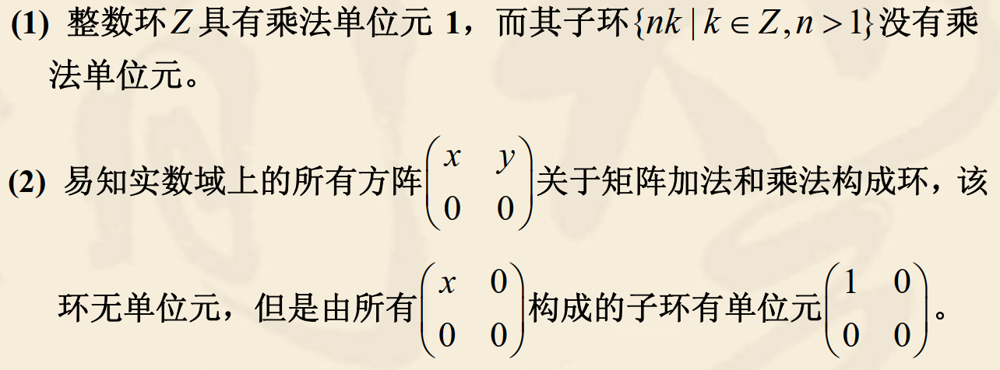 (1) 整数环 Z 具有乘法单位元 1，而其子环{nk | k ∈ Z, n > 1}没有乘
法单位元。
(2) 易知实数域上的所有方阵 \begin{pmatrix} x & y \\ 0 & 0 \end{pmatrix} 关于矩阵加法和乘法构成环，该
环无单位元，但是由所有 \begin{pmatrix} x & 0 \\ 0 & 0 \end{pmatrix} 构成的子环有单位元 \begin{pmatrix} 1 & 0 \\ 0 & 0 \end{pmatrix}。